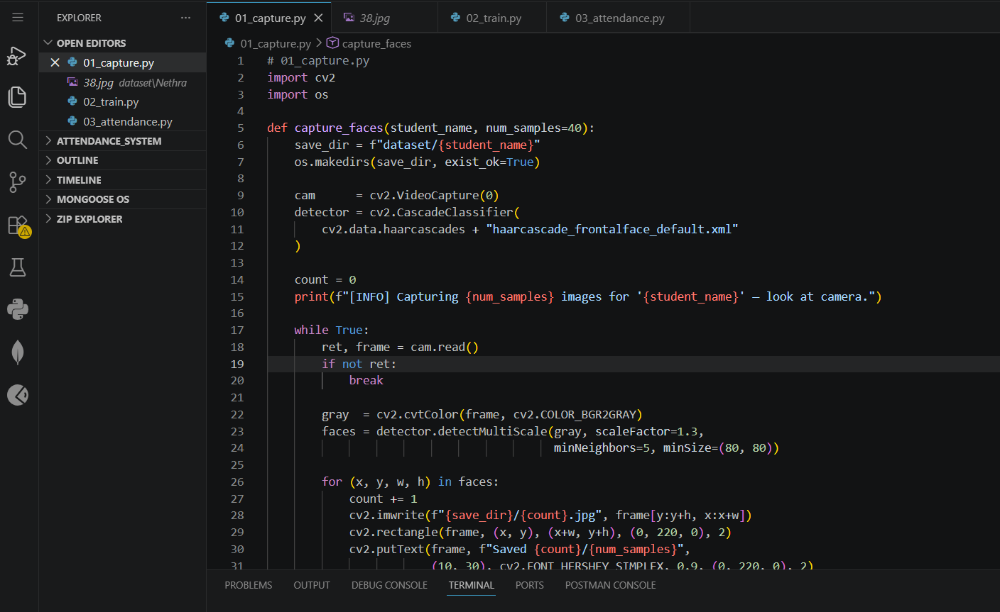 EXPLORER
OPEN EDITORS
01_capture.py
38.jpg dataset\Nethra
02_train.py
03_attendance.py
ATTENDANCE_SYSTEM
OUTLINE
TIMELINE
MONGOOSE OS
ZIP EXPLORER
01_capture.py 38.jpg 02_train.py 03_attendance.py
01_capture.py > capture_faces
1 # 01_capture.py
2 import cv2
3 import os
4
5 def capture_faces(student_name, num_samples=40):
6 save_dir = f"dataset/{student_name}"
7 os.makedirs(save_dir, exist_ok=True)
8
9 cam      = cv2.VideoCapture(0)
10 detector = cv2.CascadeClassifier(
11 cv2.data.haarcascades + "haarcascade_frontalface_default.xml"
12 )
13
14 count = 0
15 print(f"[INFO] Capturing {num_samples} images for '{student_name}' — look at camera.")
16
17 while True:
18 ret, frame = cam.read()
19 if not ret:
20 break
21
22 gray  = cv2.cvtColor(frame, cv2.COLOR_BGR2GRAY)
23 faces = detector.detectMultiScale(gray, scaleFactor=1.3,
24 minNeighbors=5, minSize=(80, 80))
25
26 for (x, y, w, h) in faces:
27 count += 1
28 cv2.imwrite(f"{save_dir}/{count}.jpg", frame[y:y+h, x:x+w])
29 cv2.rectangle(frame, (x, y), (x+w, y+h), (0, 220, 0), 2)
30 cv2.putText(frame, f"Saved {count}/{num_samples}",
31 (10, 30), cv2.FONT_HERSHEY_SIMPLEX, 0.9, (0, 220, 0), 2)
PROBLEMS OUTPUT DEBUG CONSOLE TERMINAL PORTS POSTMAN CONSOLE